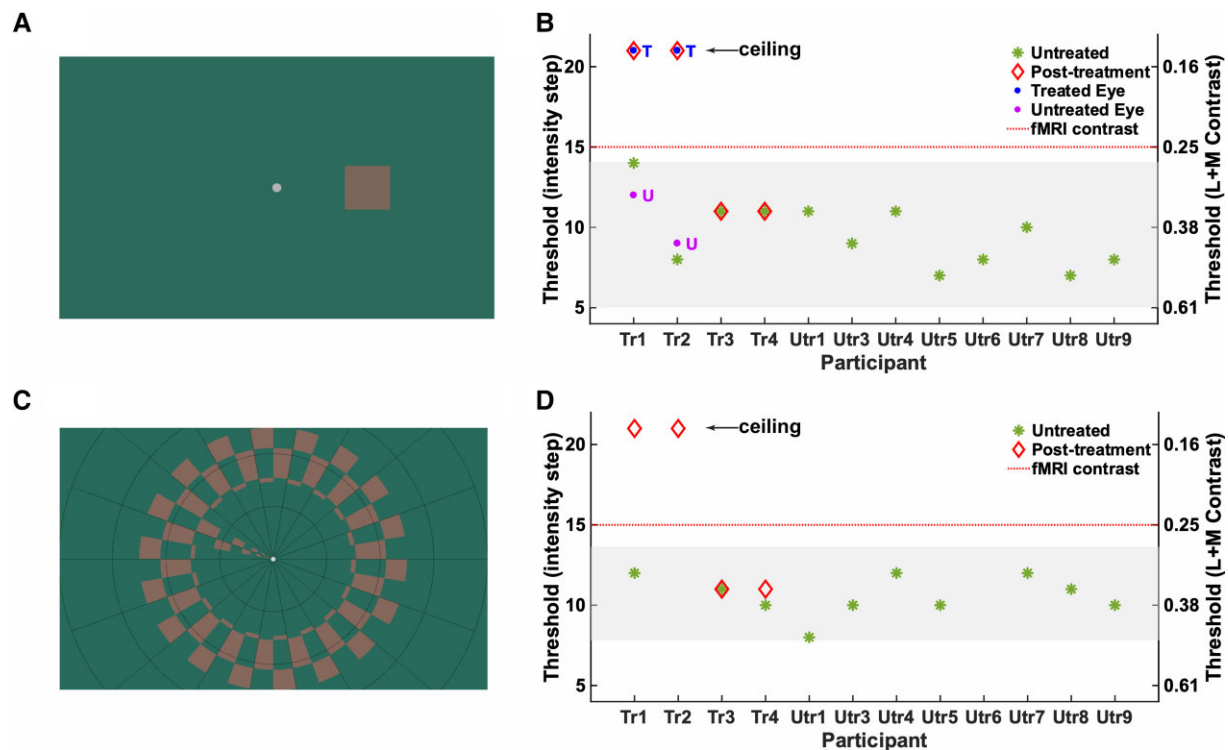 A
B
Threshold (intensity step)
20
15
10
5
T
T
ceiling
U
U
Untreated
Post-treatment
Treated Eye
Untreated Eye
fMRI contrast
0.16
0.25
0.38
0.61
Threshold (L+M Contrast)
Tr1 Tr2 Tr3 Tr4 Utr1 Utr3 Utr4 Utr5 Utr6 Utr7 Utr8 Utr9
Participant
C
D
Threshold (intensity step)
20
15
10
5
ceiling
Untreated
Post-treatment
fMRI contrast
0.16
0.25
0.38
0.61
Threshold (L+M Contrast)
Tr1 Tr2 Tr3 Tr4 Utr1 Utr3 Utr4 Utr5 Utr6 Utr7 Utr8 Utr9
Participant